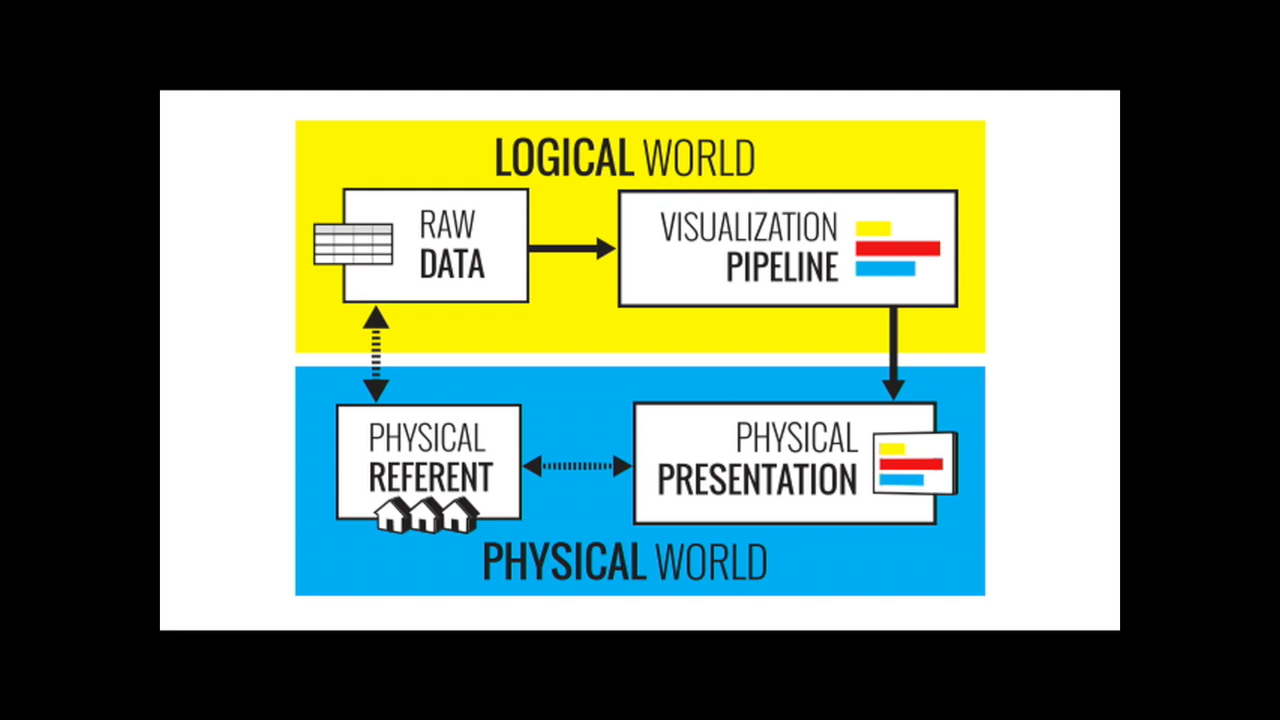 LOGICAL WORLD
RAW
DATA
VISUALIZATION
PIPELINE
PHYSICAL
REFERENT
PHYSICAL
PRESENTATION
PHYSICAL WORLD